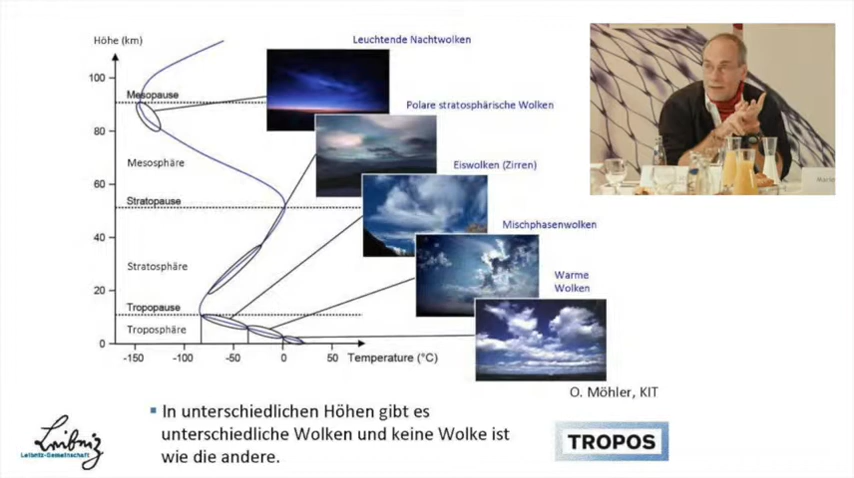 Höhe (km)
Leuchtende Nachtwolken
100
Mesopause
Polare stratosphärische Wolken
80
Mesosphäre
Eiswolken (Zirren)
60
Stratopause
Mischphasenwolken
40
Stratosphäre
Warme
Wolken
20
Tropopause
Troposphäre
0
-150 -100 -50 0 50 Temperature (°C)
O. Möhler, KIT
In unterschiedlichen Höhen gibt es
unterschiedliche Wolken und keine Wolke ist
wie die andere.
Leibniz
Leibniz-Gemeinschaft
TROPOS